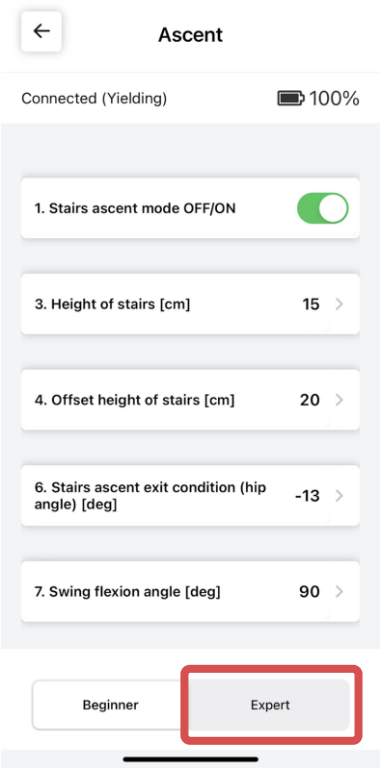 Ascent
Connected (Yielding) 100%
1. Stairs ascent mode OFF/ON
3. Height of stairs [cm] 15
4. Offset height of stairs [cm] 20
6. Stairs ascent exit condition (hip
angle) [deg] -13
7. Swing flexion angle [deg] 90
Beginner Expert